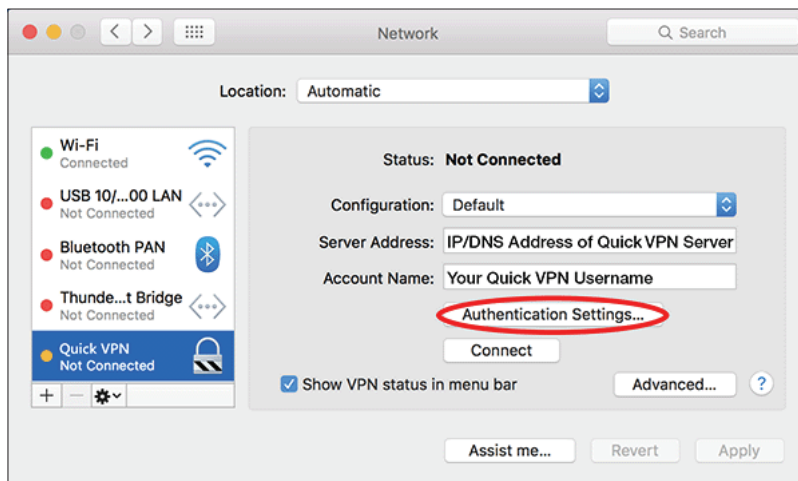 Network
Search
Location: Automatic
Wi-Fi
Connected
USB 10/...00 LAN
Not Connected
Bluetooth PAN
Not Connected
Thunde...t Bridge
Not Connected
Quick VPN
Not Connected
Status: Not Connected
Configuration: Default
Server Address: IP/DNS Address of Quick VPN Server
Account Name: Your Quick VPN Username
Authentication Settings...
Connect
Show VPN status in menu bar
Advanced... ?
Assist me... Revert Apply